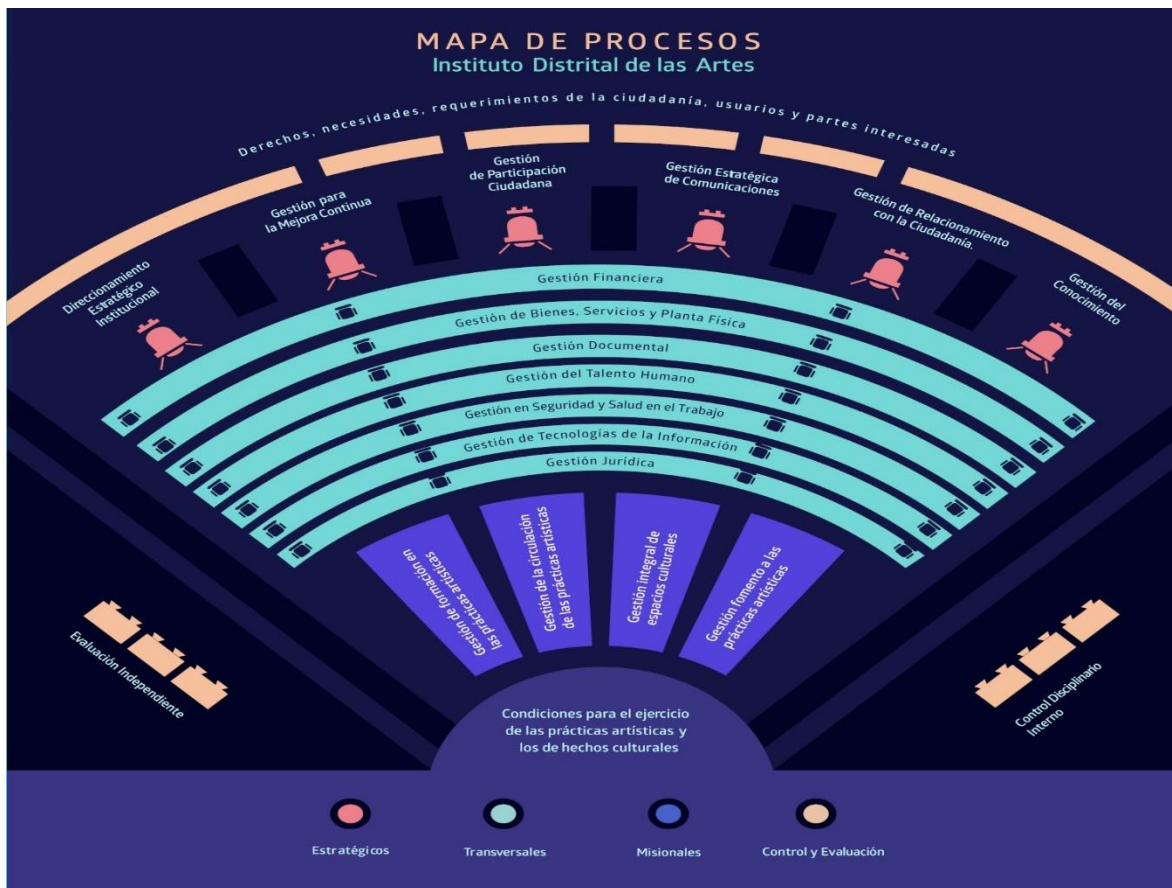 MAPA DE PROCESOS
Instituto Distrital de las Artes
Derechos, necesidades, requerimientos de la ciudadanía, usuarios y partes interesadas
Direccionamiento
Estratégico
Institucional
Gestión para
la Mejora Continua
Gestión
de Participación
Ciudadana
Gestión Estratégica
de Comunicaciones
Gestión de Relacionamiento
con la Ciudadanía.
Gestión del
Conocimiento
Gestión Financiera
Gestión de Bienes, Servicios y Planta Física
Gestión Documental
Gestión del Talento Humano
Gestión en Seguridad y Salud en el Trabajo
Gestión de Tecnologías de la Información
Gestión Jurídica
Gestión de formación en
las prácticas artísticas
Gestión de la circulación
de las prácticas artísticas
Gestión integral de
espacios culturales
Gestión fomento a las
prácticas artísticas
Evaluación Independiente
Control Disciplinario
Interno
Condiciones para el ejercicio
de las prácticas artísticas y
los de hechos culturales
Estratégicos
Transversales
Misionales
Control y Evaluación